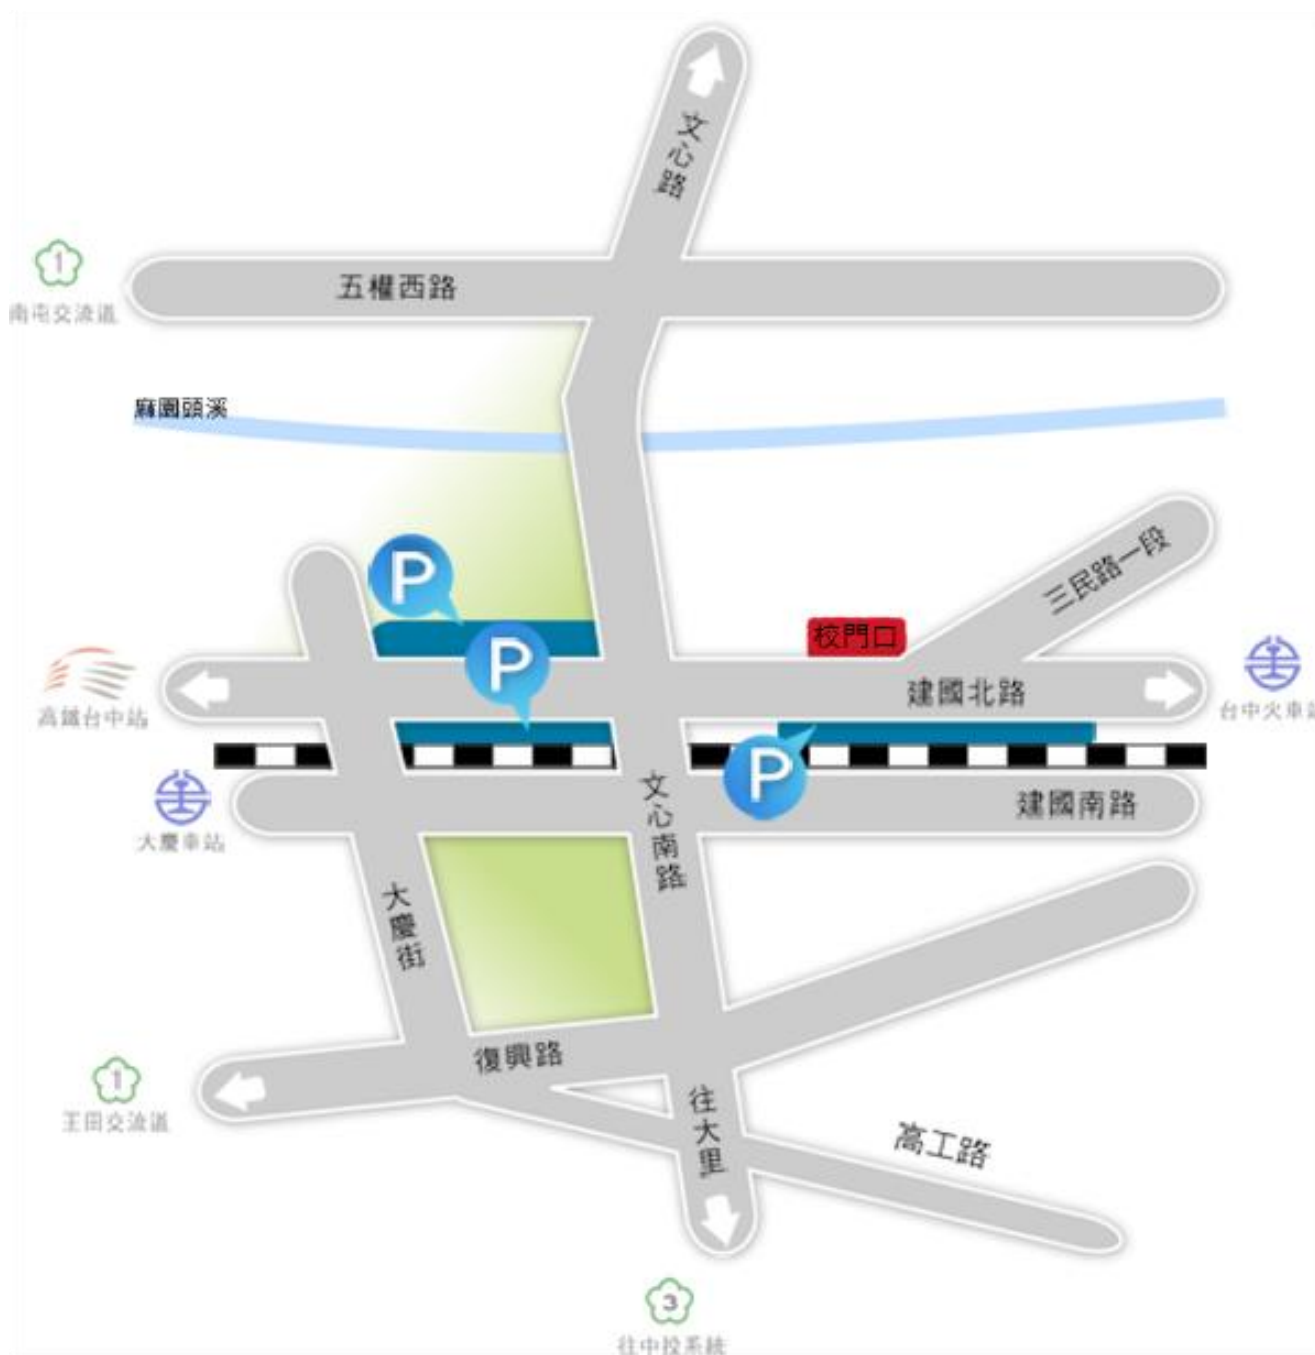 文心路
1
五權西路
南屯交流道
麻園頭溪
三民路一段
P
校門口
P
建國北路
高鐵台中站
台中火車站
P
文心南路
建國南路
大慶車站
大慶街
復興路
1
王田交流道
往大里
高工路
3
往中投系統